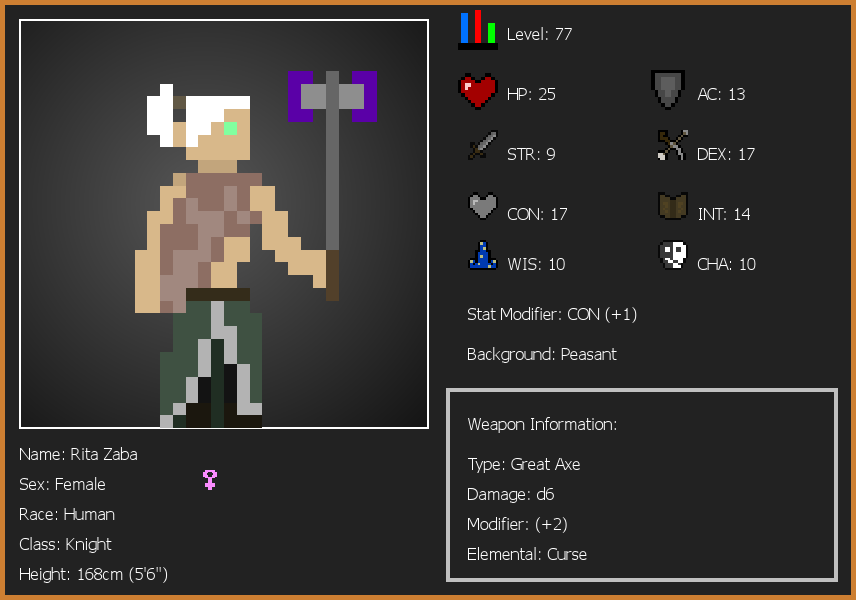 Level: 77
HP: 25
AC: 13
STR: 9
DEX: 17
CON: 17
INT: 14
WIS: 10
CHA: 10
Stat Modifier: CON (+1)
Background: Peasant
Weapon Information:
Type: Great Axe
Damage: d6
Modifier: (+2)
Elemental: Curse
Name: Rita Zaba
Sex: Female
Race: Human
Class: Knight
Height: 168cm (5'6")